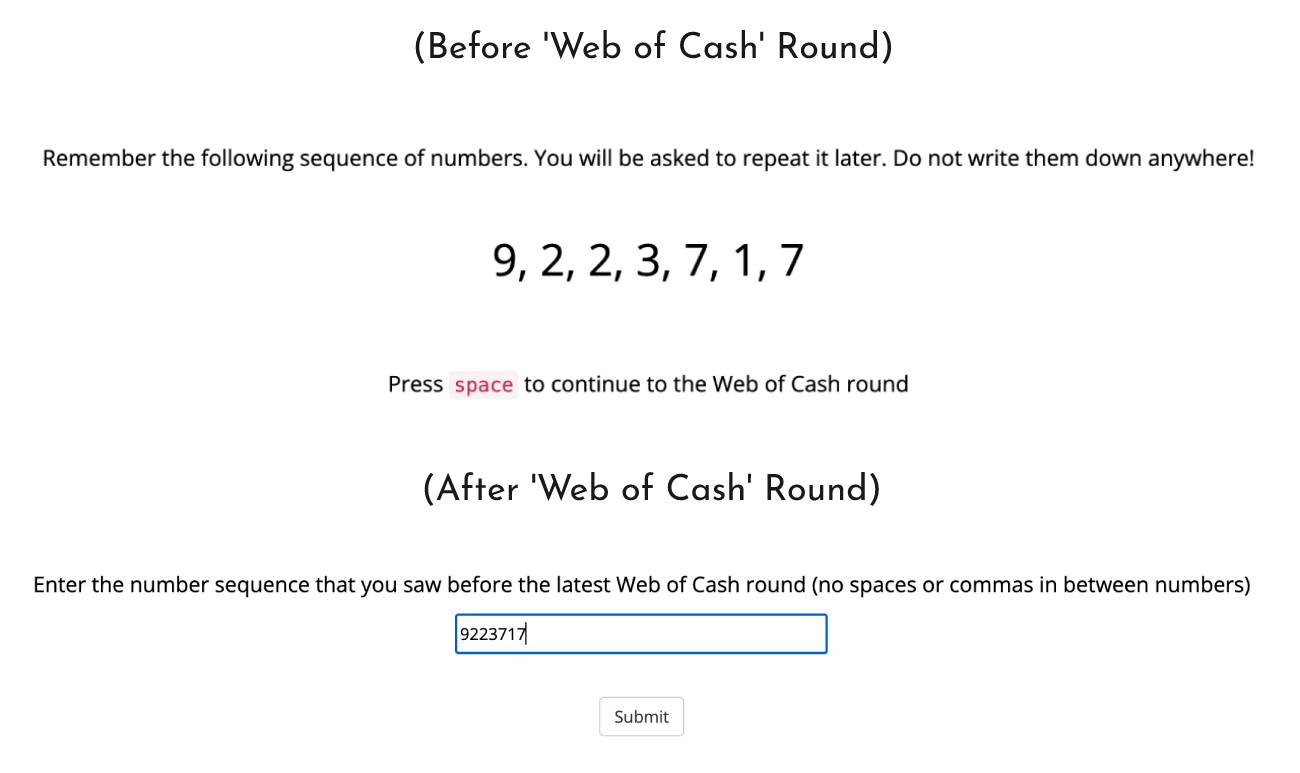 (Before 'Web of Cash' Round)
Remember the following sequence of numbers. You will be asked to repeat it later. Do not write them down anywhere!
9, 2, 2, 3, 7, 1, 7
Press space to continue to the Web of Cash round
(After 'Web of Cash' Round)
Enter the number sequence that you saw before the latest Web of Cash round (no spaces or commas in between numbers)
9223717
Submit